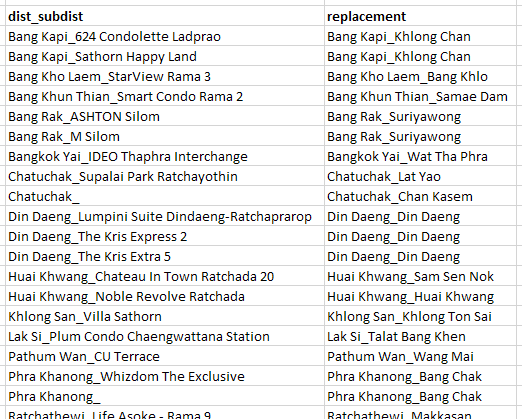 dist_subdist replacement
Bang Kapi_624 Condolette Ladprao Bang Kapi_Khlong Chan
Bang Kapi_Sathorn Happy Land Bang Kapi_Khlong Chan
Bang Kho Laem_StarView Rama 3 Bang Kho Laem_Bang Khlo
Bang Khun Thian_Smart Condo Rama 2 Bang Khun Thian_Samae Dam
Bang Rak_ASHTON Silom Bang Rak_Suriyawong
Bang Rak_M Silom Bang Rak_Suriyawong
Bangkok Yai_IDEO Thaphra Interchange Bangkok Yai_Wat Tha Phra
Chatuchak_Supalai Park Ratchayothin Chatuchak_Lat Yao
Chatuchak_ Chatuchak_Chan Kasem
Din Daeng_Lumpini Suite Dindaeng-Ratchaprarop Din Daeng_Din Daeng
Din Daeng_The Kris Express 2 Din Daeng_Din Daeng
Din Daeng_The Kris Extra 5 Din Daeng_Din Daeng
Huai Khwang_Chateau In Town Ratchada 20 Huai Khwang_Sam Sen Nok
Huai Khwang_Noble Revolve Ratchada Huai Khwang_Huai Khwang
Khlong San_Villa Sathorn Khlong San_Khlong Ton Sai
Lak Si_Plum Condo Chaengwattana Station Lak Si_Talat Bang Khen
Pathum Wan_CU Terrace Pathum Wan_Wang Mai
Phra Khanong_Whizdom The Exclusive Phra Khanong_Bang Chak
Phra Khanong_ Phra Khanong_Bang Chak
Ratchathewi_Life Asoke - Rama 9 Ratchathewi_Makkasan